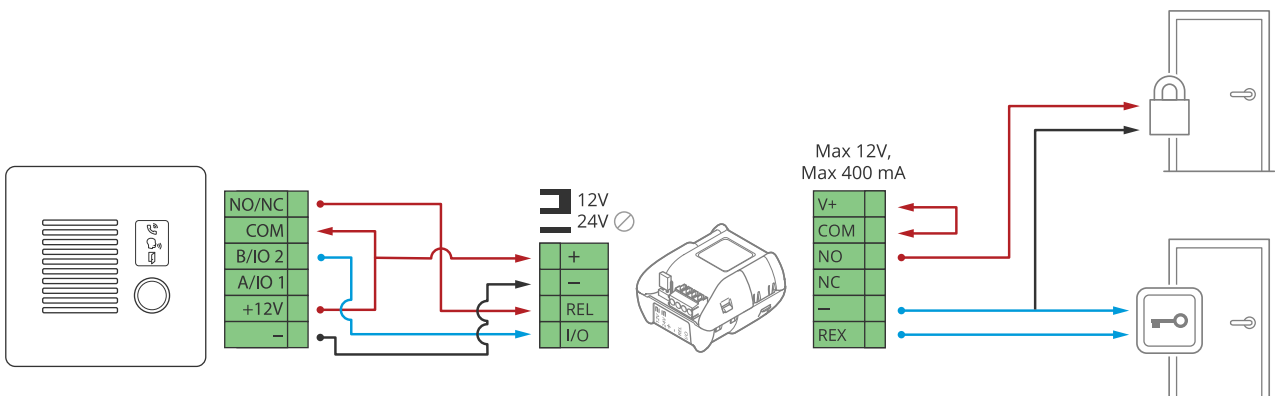 NO/NC
COM
B/IO 2
A/IO 1
+12V
–
12V
24V
+
–
REL
I/O
Max 12V,
Max 400 mA
V+
COM
NO
NC
–
REX